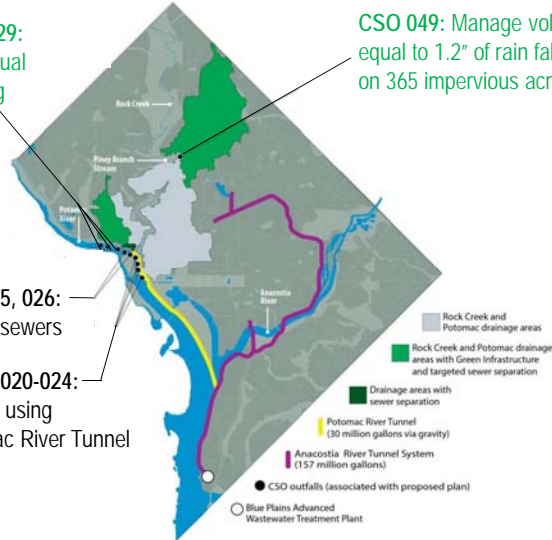 29:
ual
g
CSO 049: Manage vol
equal to 1.2” of rain fal
on 365 impervious acr
Rock Creek
Piney Branch
Stream
Potomac
River
Anacostia
River
5, 026:
sewers
020-024:
using
ac River Tunnel
Rock Creek and
Potomac drainage areas
Rock Creek and Potomac drainage
areas with Green Infrastructure
and targeted sewer separation
Drainage areas with
sewer separation
Potomac River Tunnel
(30 million gallons via gravity)
Anacostia River Tunnel System
(157 million gallons)
CSO outfalls (associated with proposed plan)
Blue Plains Advanced
Wastewater Treatment Plant